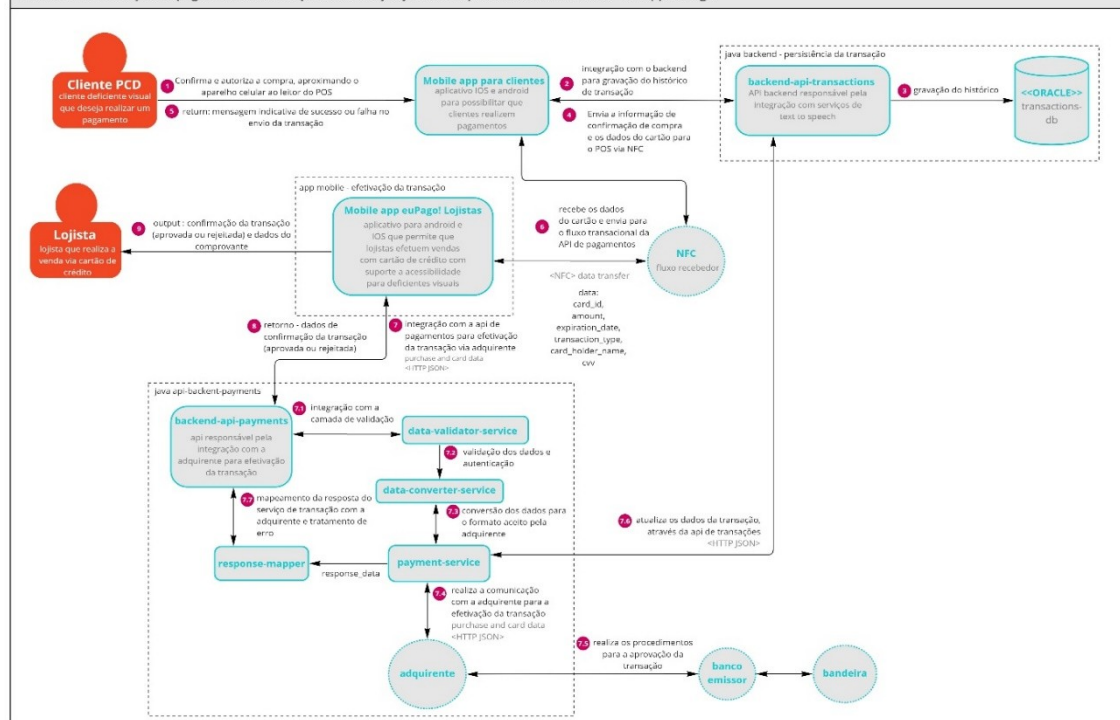 java backend - persistência da transação
Cliente PCD
cliente deficiente visual
que deseja realizar um
pagamento
1 Confirma e autoriza a compra, aproximando o
aparelho celular ao leitor do POS
5 return: mensagem indicativa de sucesso ou falha no
envio da transação
Mobile app para clientes
aplicativo IOS e android
para possibilitar que
clientes realizem
pagamentos
2 integração com o backend
para gravação do histórico
de transação
4 Envia a informação de
confirmação de compra
e os dados do cartão para
o POS via NFC
backend-api-transactions
API backend responsável pela
integração com serviços de
text to speech
3 gravação do histórico
<<ORACLE>>
transactions-
db
app mobile - efetivação da transação
Lojista
lojista que realiza a
venda via cartão de
crédito
9 output : confirmação da transação
(aprovada ou rejeitada) e dados do
comprovante
Mobile app euPago! Lojistas
aplicativo para android e
IOS que permite que
lojistas efetuem vendas
com cartão de crédito com
suporte a acessibilidade
para deficientes visuais
6 recebe os dados
do cartão e envia para
o fluxo transacional da
API de pagamentos
<NFC> data transfer
data:
card_id,
amount,
expiration_date,
transaction_type,
card_holder_name,
cvv
NFC
fluxo recebedor
8 retorno - dados de
confirmação da transação
(aprovada ou rejeitada)
7 integração com a api de
pagamentos para efetivação
da transação via adquirente
purchase and card data
<HTTP JSON>
java api-backent-payments
backend-api-payments
api responsável pela
integração com a
adquirente para efetivação
da transação
7.1 integração com a
camada de validação
data-validator-service
7.2 validação dos dados e
autenticação
data-converter-service
7.7 mapeamento da resposta do
serviço de transação com a
adquirente e tratamento de
erro
7.3 conversão dos dados para
o formato aceito pela
adquirente
7.6 atualiza os dados da transação,
através da api de transações
<HTTP JSON>
response-mapper
response_data
payment-service
7.4 realiza a comunicação
com a adquirente para a
efetivação da transação
purchase and card data
<HTTP JSON>
adquirente
7.5 realiza os procedimentos
para a aprovação da
transação
banco
emissor
bandeira